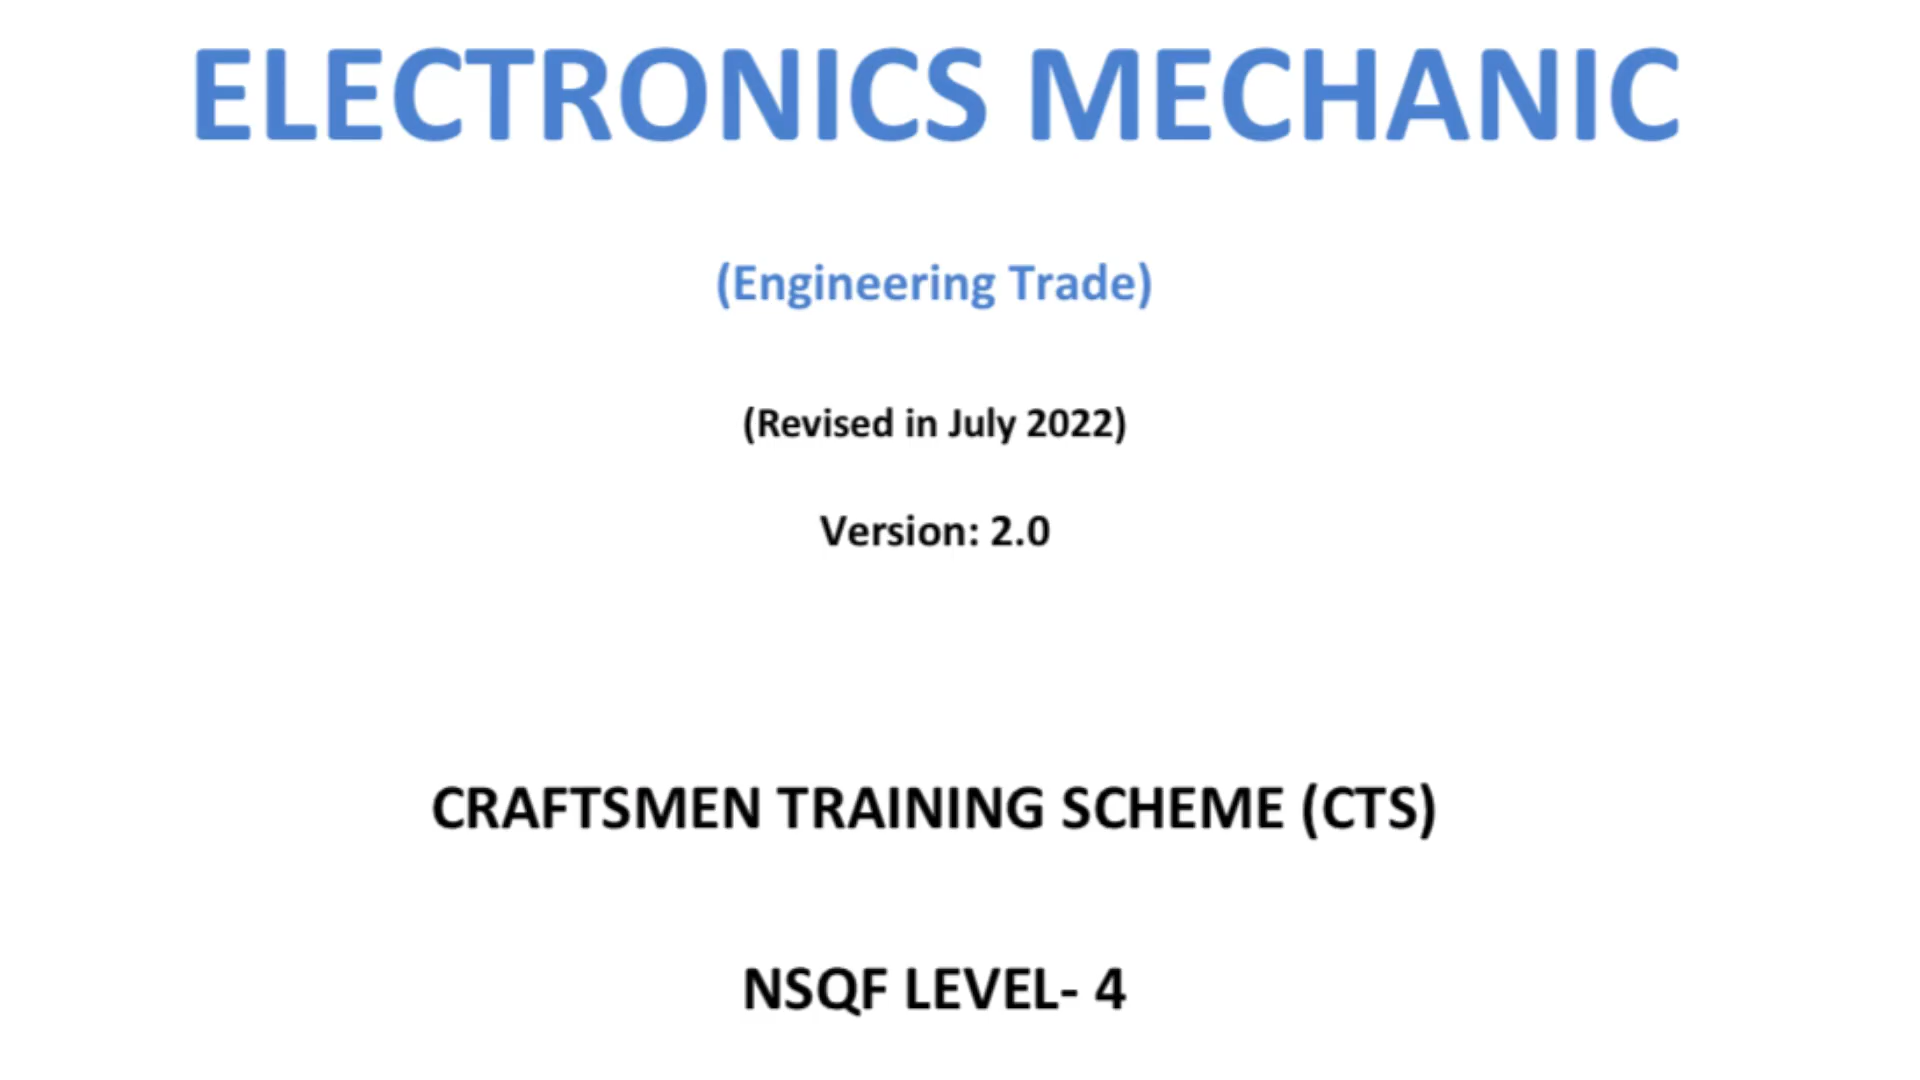 ELECTRONICS MECHANIC
(Engineering Trade)
(Revised in July 2022)
Version: 2.0
CRAFTSMEN TRAINING SCHEME (CTS)
NSQF LEVEL- 4